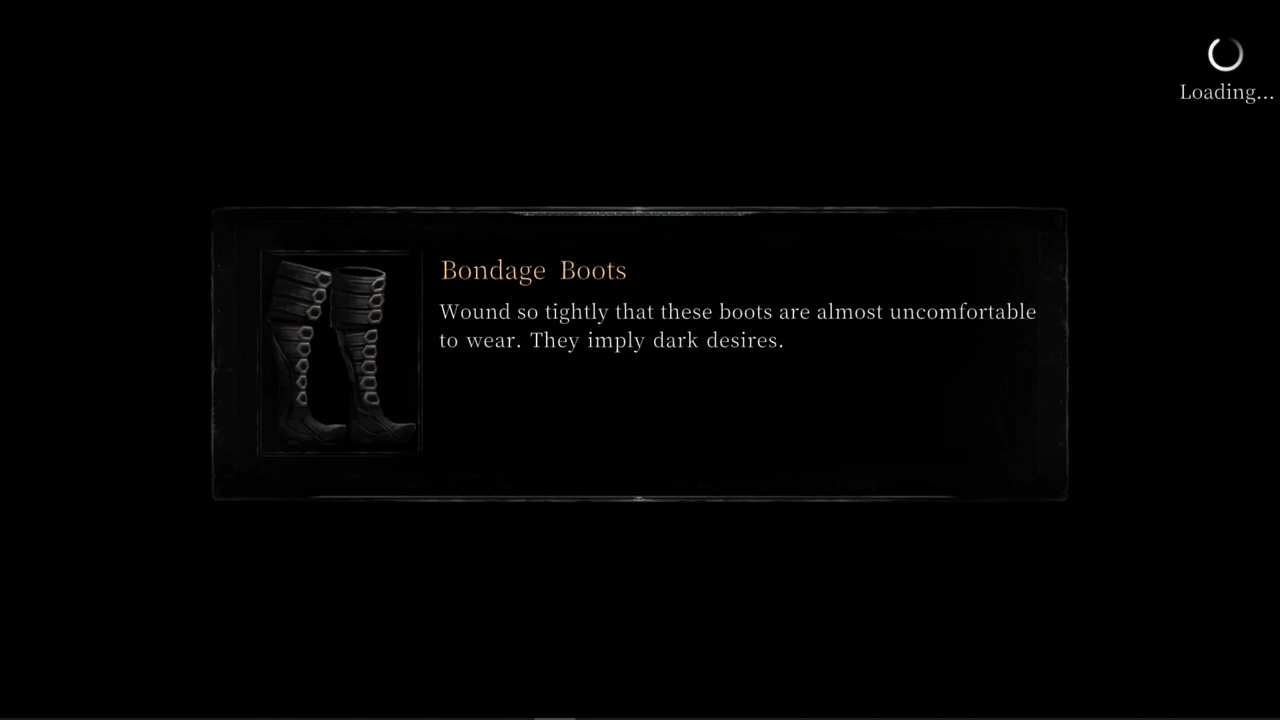 Loading...
Bondage Boots
Wound so tightly that these boots are almost uncomfortable
to wear. They imply dark desires.